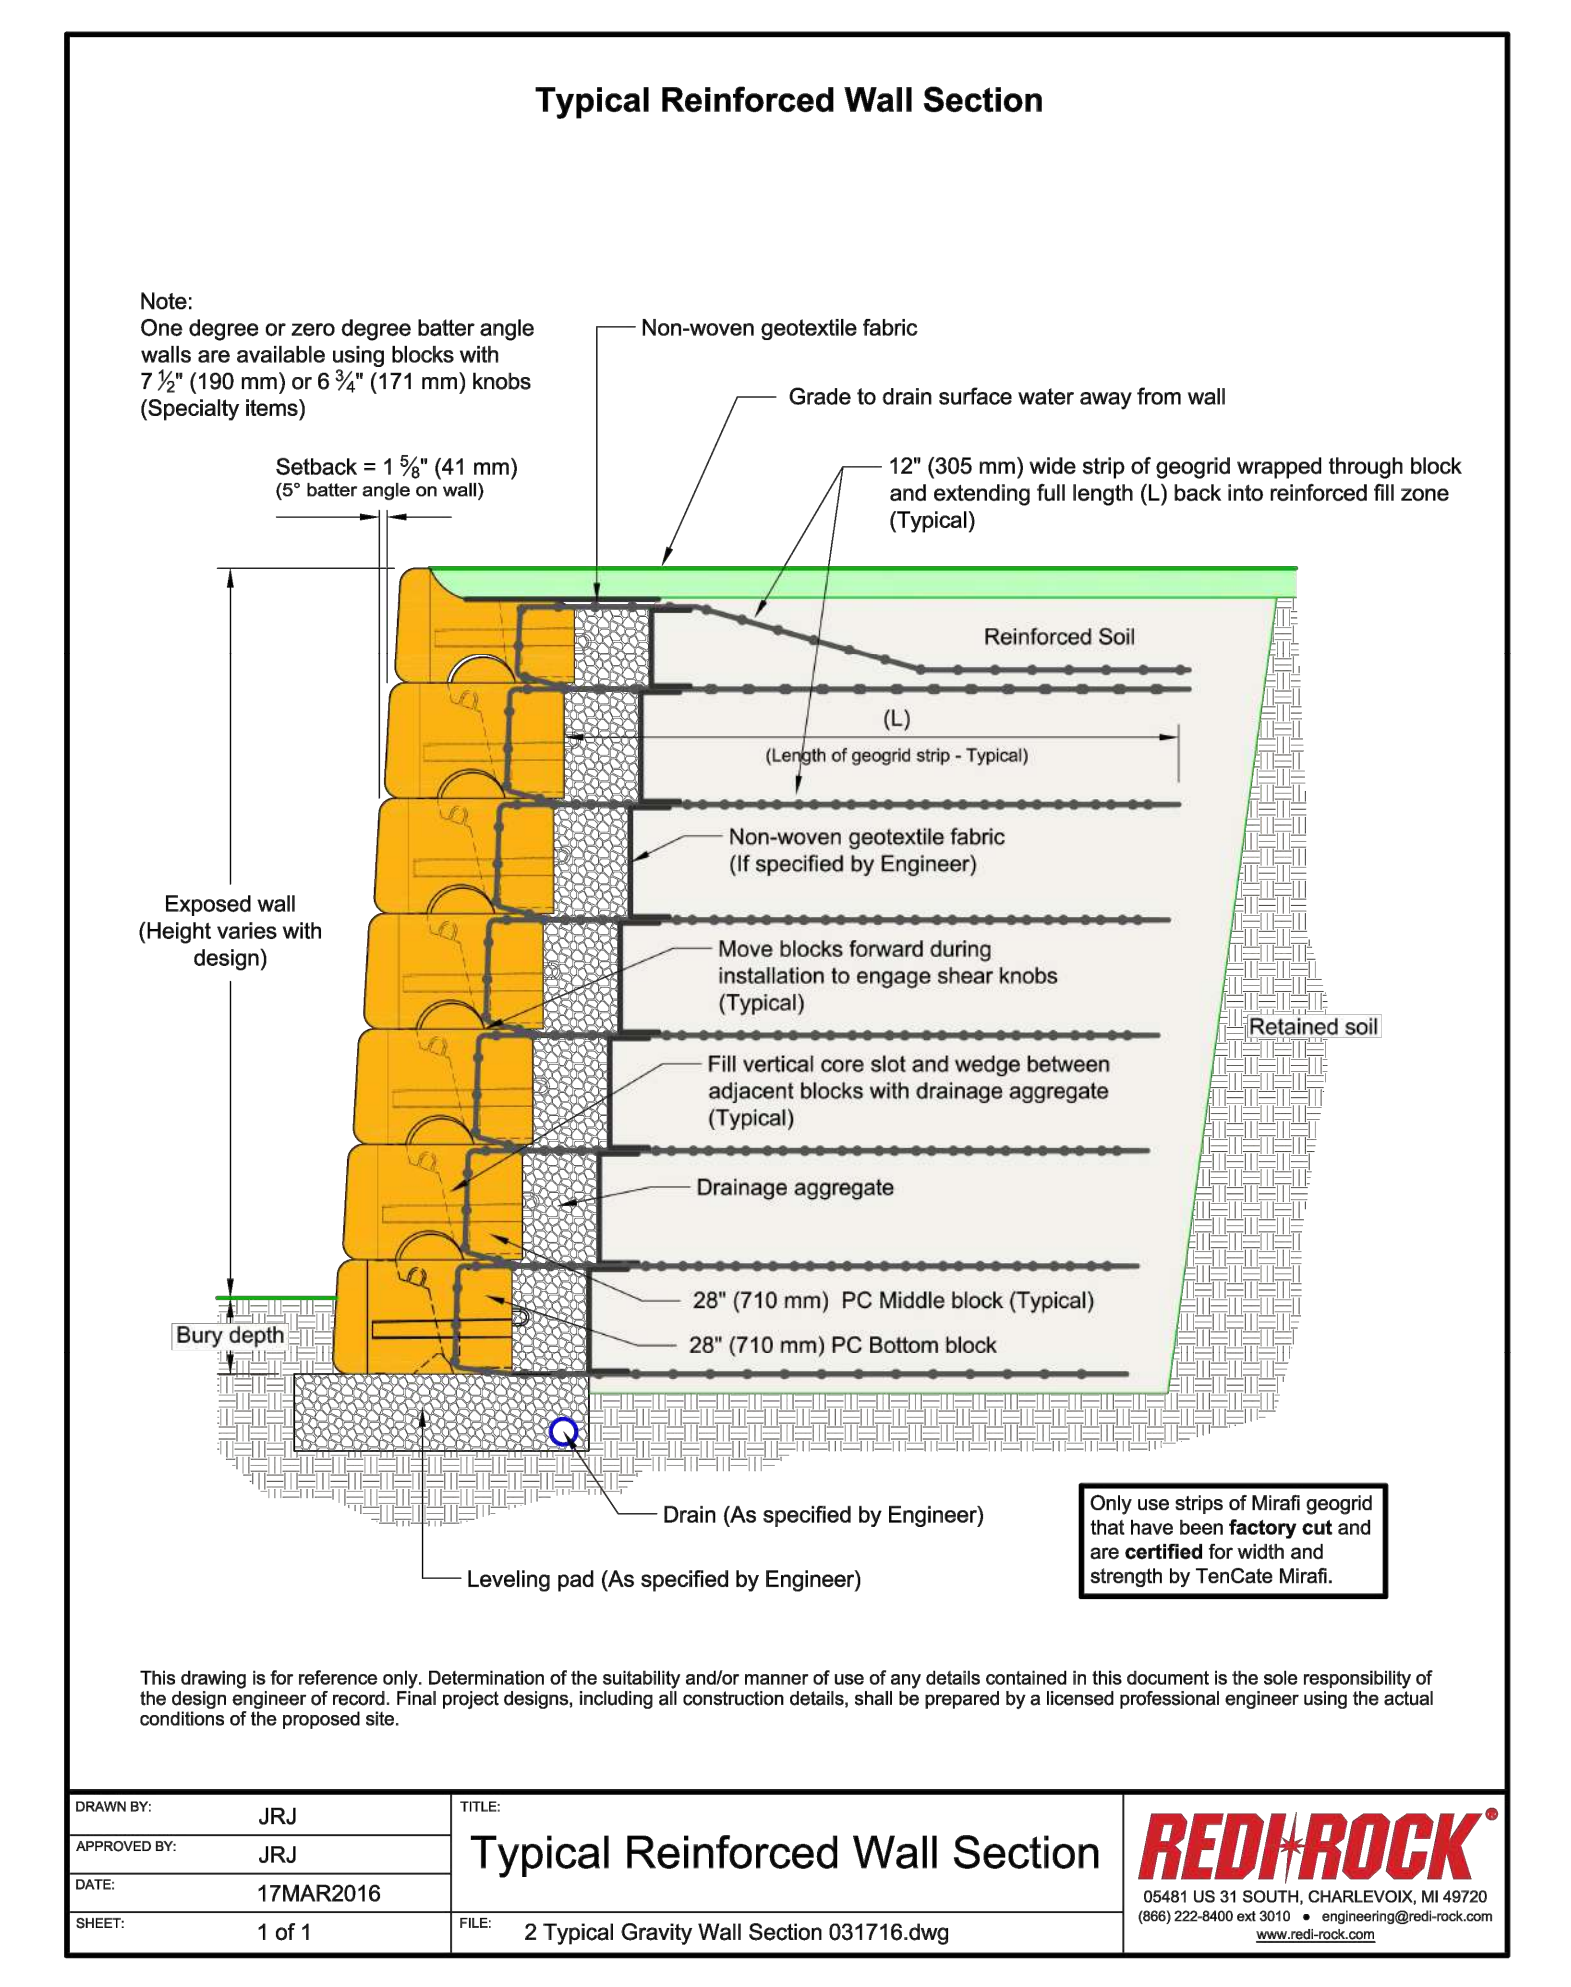 Typical Reinforced Wall Section
Note:
One degree or zero degree batter angle
walls are available using blocks with
7 ½" (190 mm) or 6 ¾" (171 mm) knobs
(Specialty items)
Non-woven geotextile fabric
Grade to drain surface water away from wall
Setback = 1 ⅝" (41 mm)
(5° batter angle on wall)
12" (305 mm) wide strip of geogrid wrapped through block
and extending full length (L) back into reinforced fill zone
(Typical)
Reinforced Soil
(L)
(Length of geogrid strip - Typical)
Non-woven geotextile fabric
(If specified by Engineer)
Exposed wall
(Height varies with
design)
Move blocks forward during
installation to engage shear knobs
(Typical)
Retained soil
Fill vertical core slot and wedge between
adjacent blocks with drainage aggregate
(Typical)
Drainage aggregate
28" (710 mm)  PC Middle block (Typical)
Bury depth
28" (710 mm) PC Bottom block
Drain (As specified by Engineer)
Leveling pad (As specified by Engineer)
Only use strips of Mirafi geogrid
that have been factory cut and
are certified for width and
strength by TenCate Mirafi.
This drawing is for reference only. Determination of the suitability and/or manner of use of any details contained in this document is the sole responsibility of
the design engineer of record. Final project designs, including all construction details, shall be prepared by a licensed professional engineer using the actual
conditions of the proposed site.
DRAWN BY: JRJ
APPROVED BY: JRJ
DATE: 17MAR2016
SHEET: 1 of 1
TITLE:
Typical Reinforced Wall Section
FILE: 2 Typical Gravity Wall Section 031716.dwg
REDI-ROCK®
05481 US 31 SOUTH, CHARLEVOIX, MI 49720
(866) 222-8400 ext 3010 • engineering@redi-rock.com
www.redi-rock.com